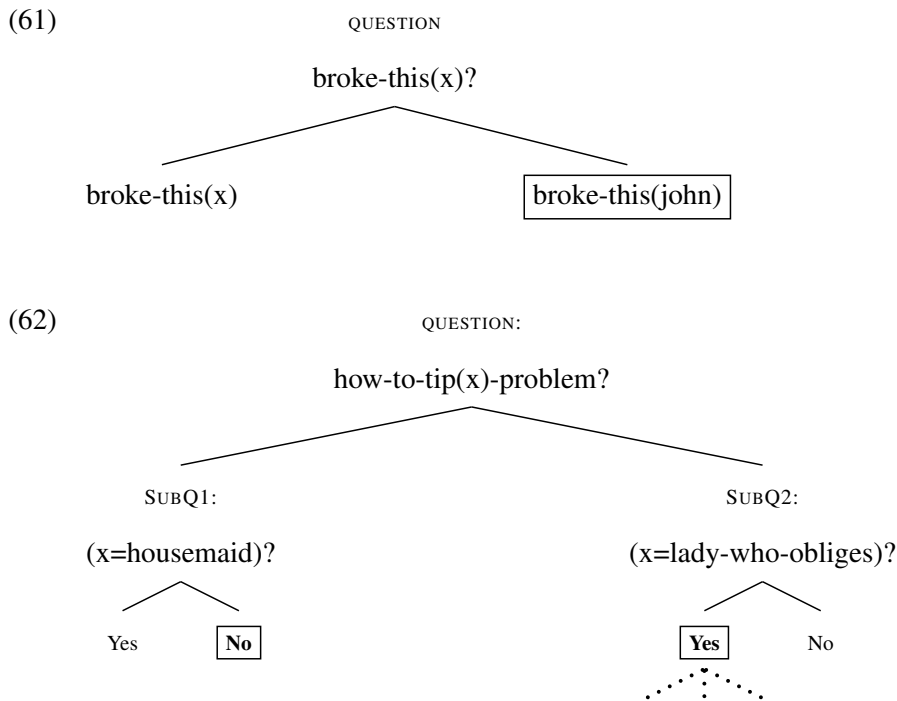 (61) QUESTION
broke-this(x)?
broke-this(x) broke-this(john)
(62) QUESTION:
how-to-tip(x)-problem?
SUBQ1: SUBQ2:
(x=housemaid)? (x=lady-who-obliges)?
Yes No Yes No